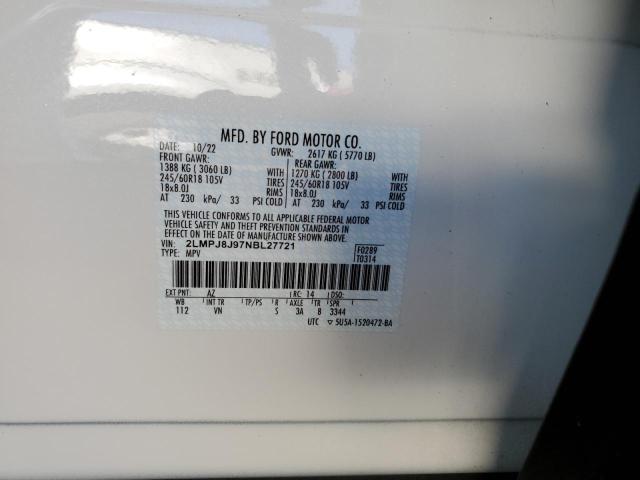 MFD. BY FORD MOTOR CO.
DATE: 10/22 GVWR: 2617 KG ( 5770 LB)
FRONT GAWR: REAR GAWR:
1388 KG ( 3060 LB) WITH 1270 KG ( 2800 LB) WITH
245/60R18 105V TIRES 245/60R18 105V TIRES
18x8.0J RIMS 18x8.0J RIMS
AT 230 kPa/ 33 PSI COLD AT 230 kPa/ 33 PSI COLD
THIS VEHICLE CONFORMS TO ALL APPLICABLE FEDERAL MOTOR
VEHICLE SAFETY AND THEFT PREVENTION STANDARDS IN
EFFECT ON THE DATE OF MANUFACTURE SHOWN ABOVE.
VIN: 2LMPJ8J97NBL27721 F0289
TYPE: MPV T0314
EXT PNT: AZ RC: 14 DSO:
WB INT TR TP/PS R AXLE TR SPR
112 VN S 3A 8 3344
UTC ▽ 5U5A-1520472-BA